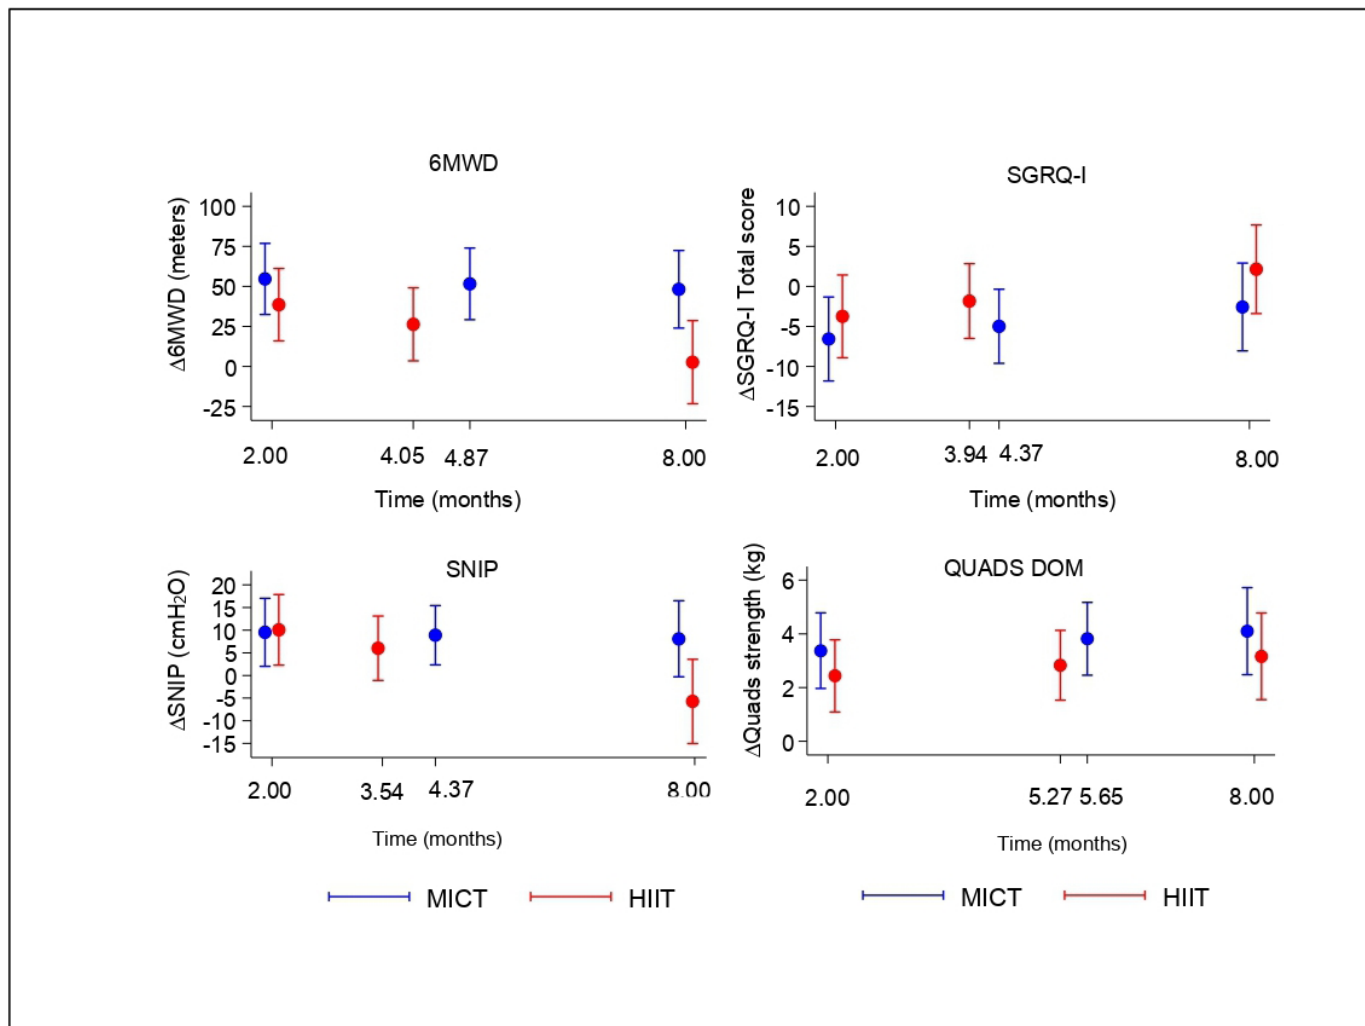 6MWD
Δ6MWD (meters)
100
75
50
25
0
-25
2.00 4.05 4.87 8.00
Time (months)
SGRQ-I
ΔSGRQ-I Total score
10
5
0
-5
-10
-15
2.00 3.94 4.37 8.00
Time (months)
SNIP
ΔSNIP (cmH₂O)
20
15
10
5
0
-5
-10
-15
2.00 3.54 4.37 8.00
Time (months)
MICT HIIT
QUADS DOM
ΔQuads strength (kg)
6
4
2
0
2.00 5.27 5.65 8.00
Time (months)
MICT HIIT